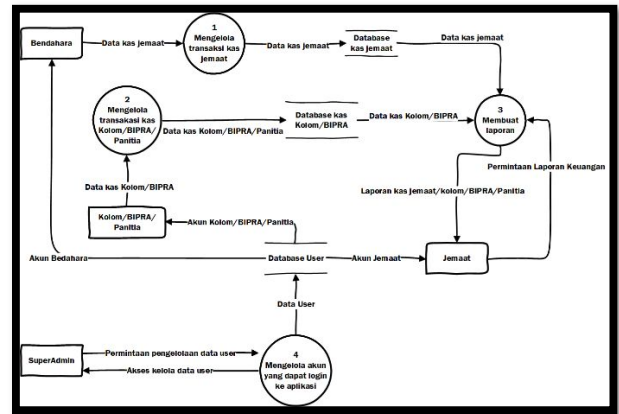 Bendahara
Data kas jemaat
1
Mengelola
transaksi kas
jemaat
Data kas jemaat
Database
kas jemaat
Data kas jemaat
2
Mengelola
transakasi kas
Kolom/BIPRA/
Panitia
Data kas Kolom/BIPRA/Panitia
Database kas
Kolom/BIPRA
Data kas Kolom/BIPRA
3
Membuat
laporan
Permintaan Laporan Keuangan
Data kas Kolom/BIPRA
Laporan kas jemaat/kolom/BIPRA/Panitia
Kolom/BIPRA/
Panitia
Akun Kolom/BIPRA/Panitia
Akun Bedahara
Database User
Akun Jemaat
Jemaat
Data User
SuperAdmin
Permintaan pengelolaan data user
Akses kelola data user
4
Mengelola akun
yang dapat login
ke aplikasi